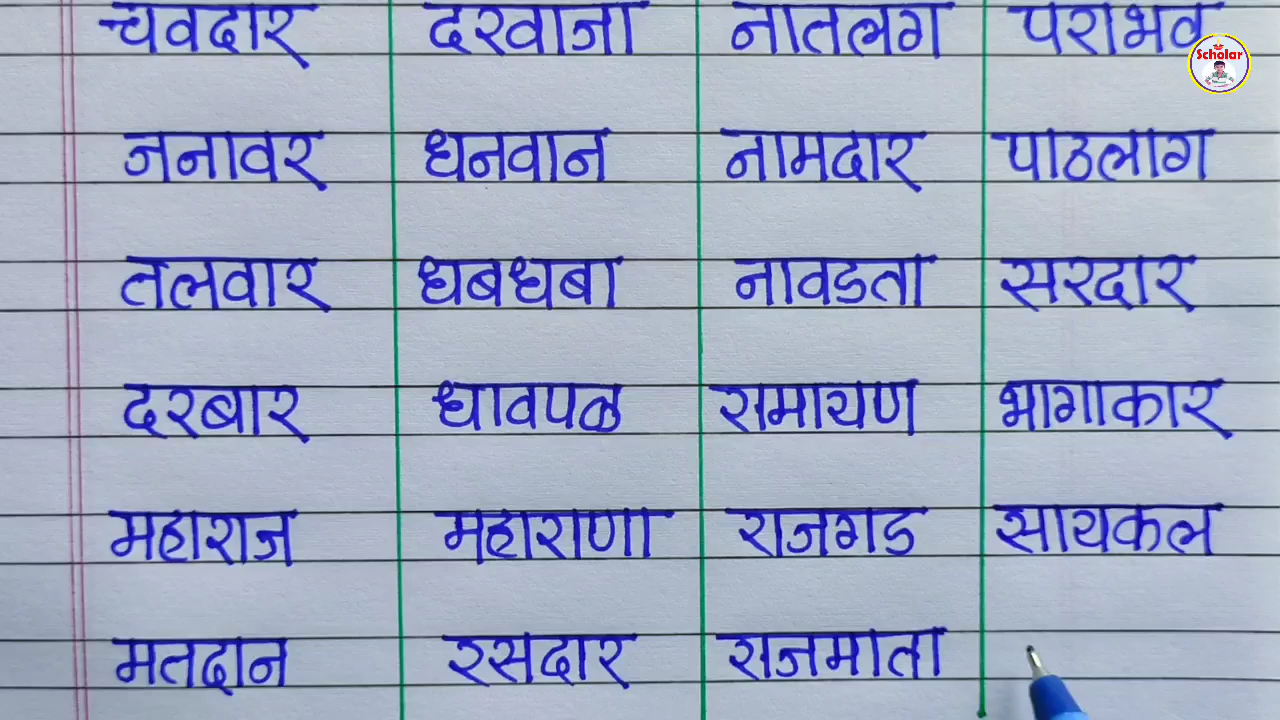 चवदार दरवाजा नातलग पराभव
Scholar
जनावर धनवान नामदार पाठलाग
तलवार धबधबा नावडता सरदार
दरबार धावपळ रामायण भागाकार
महाराज महाराणा राजगड सायकल
मतदान रसदार राजमाता